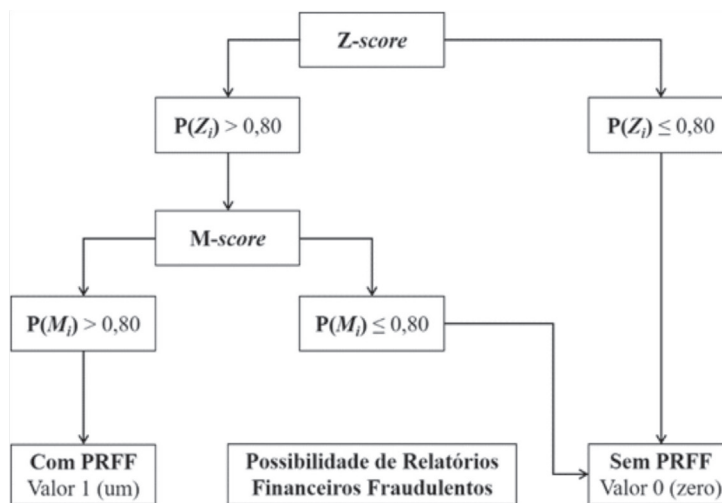 Z-score
P(Zi) > 0,80
P(Zi) ≤ 0,80
M-score
P(Mi) > 0,80
P(Mi) ≤ 0,80
Com PRFF
Valor 1 (um)
Possibilidade de Relatórios
Financeiros Fraudulentos
Sem PRFF
Valor 0 (zero)